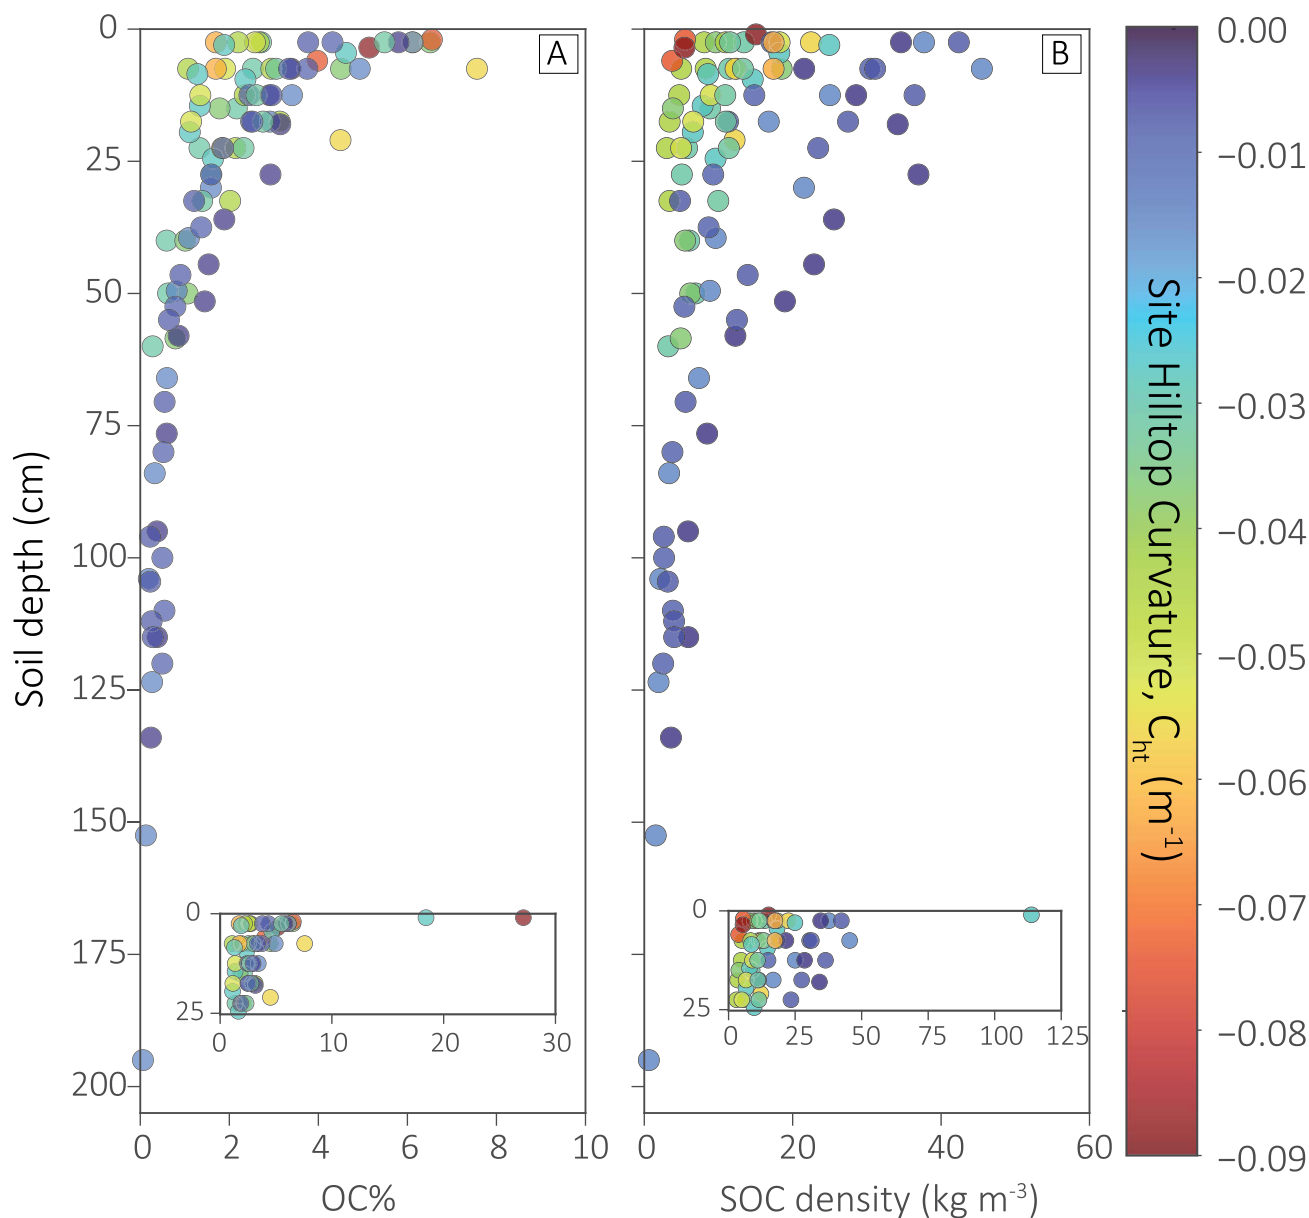 A
B
0
25
50
75
100
125
150
175
200
Soil depth (cm)
0 2 4 6 8 10
OC%
0 20 40 60
SOC density (kg m⁻³)
0
25
0 10 20 30
0
25
0 25 50 75 100 125
0.00
−0.01
−0.02
−0.03
−0.04
−0.05
−0.06
−0.07
−0.08
−0.09
Site Hilltop Curvature, Cht (m⁻¹)